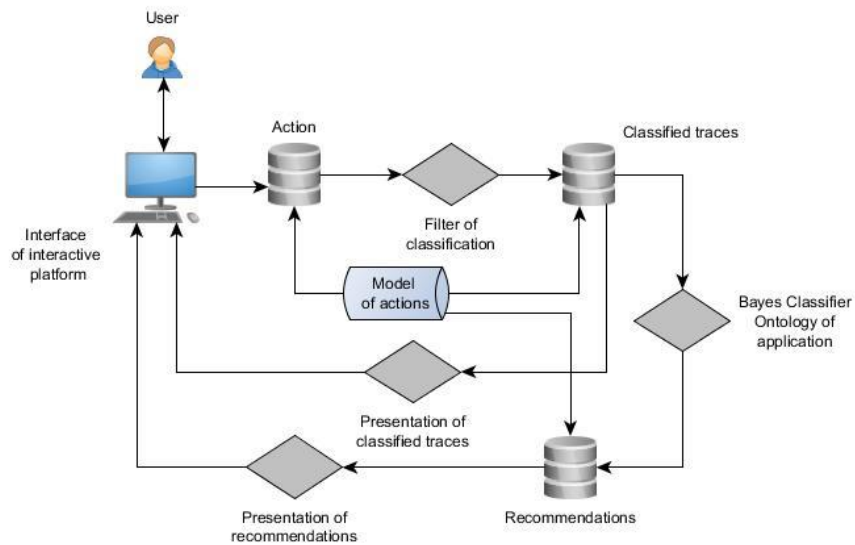 User
Action
Classified traces
Filter of
classification
Interface
of interactive
platform
Model
of actions
Bayes Classifier
Ontology of
application
Presentation of
classified traces
Presentation of
recommendations
Recommendations